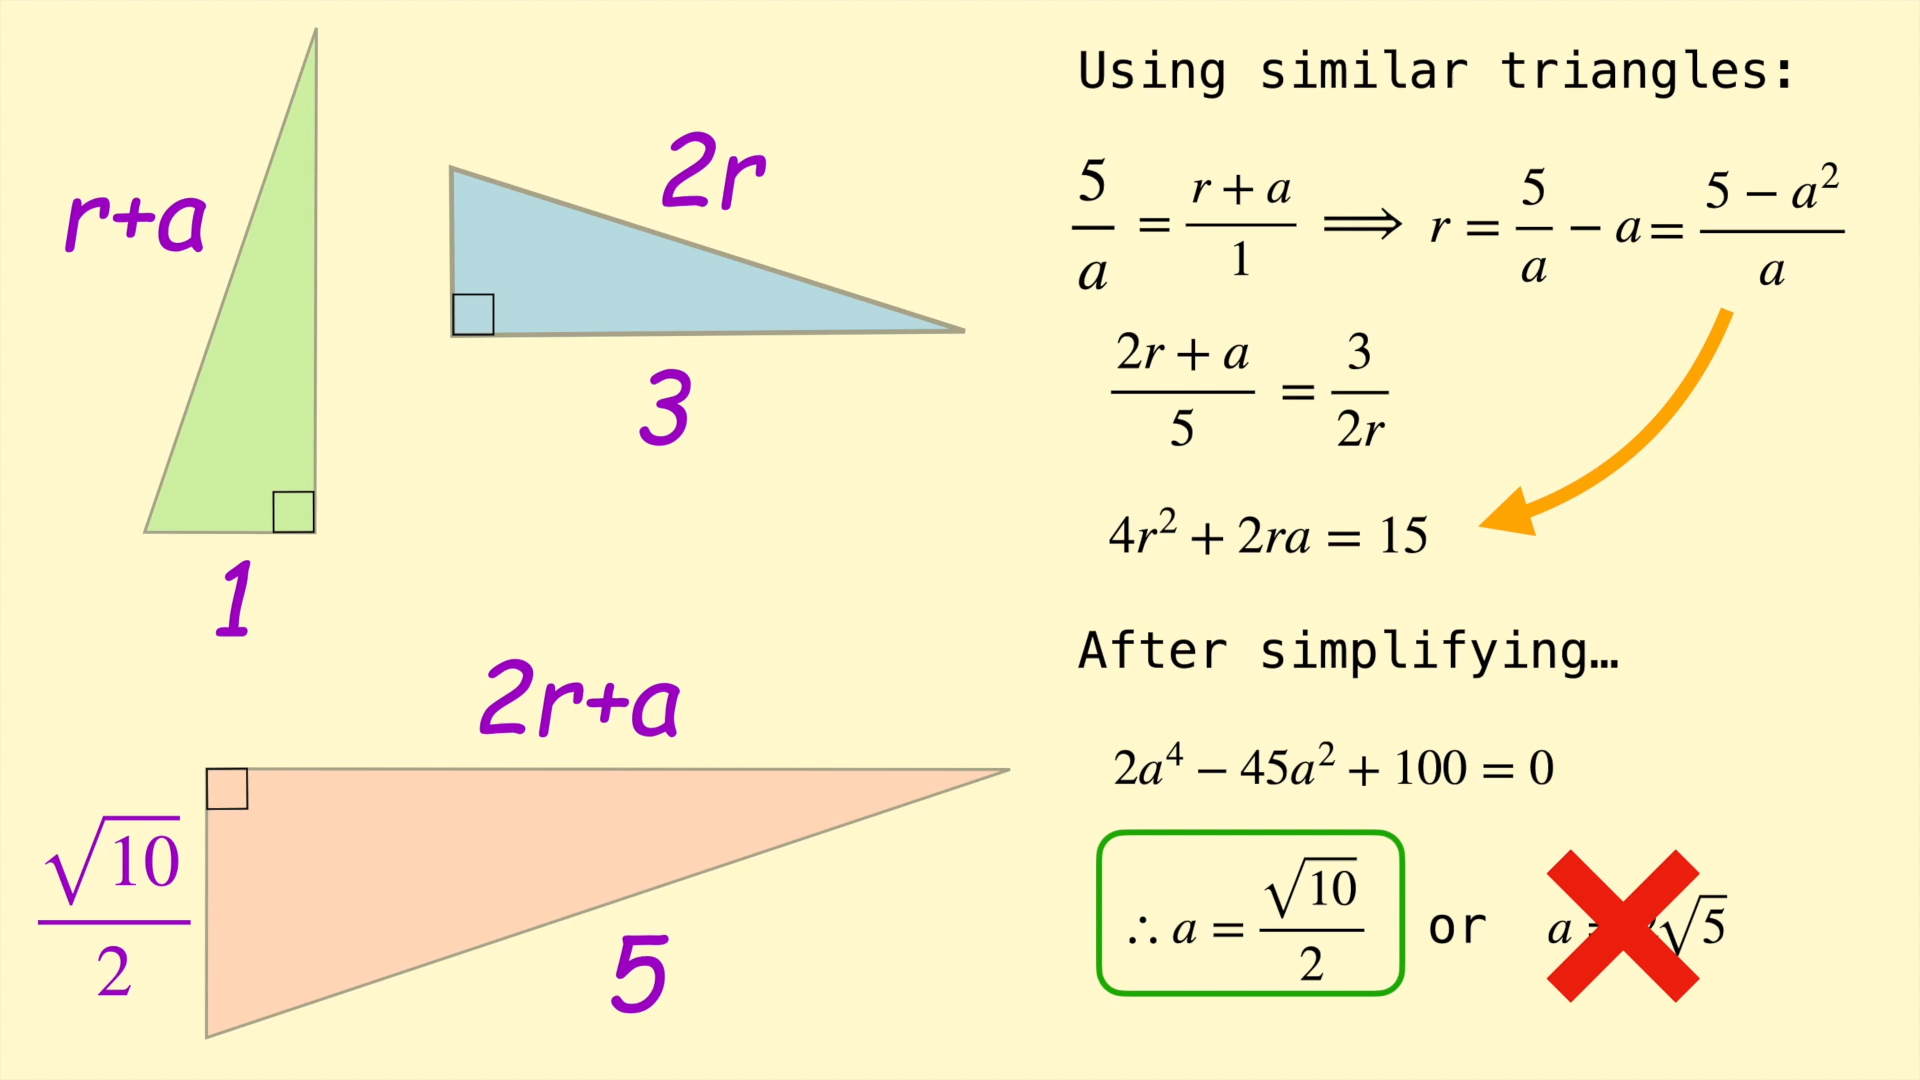 r+a
1
2r
3
2r+a
√10/2
5
Using similar triangles:
5/a = (r + a)/1 ⟹ r = 5/a − a = (5 − a²)/a
(2r + a)/5 = 3/2r
4r² + 2ra = 15
After simplifying…
2a⁴ − 45a² + 100 = 0
∴ a = √10/2 or a = √5